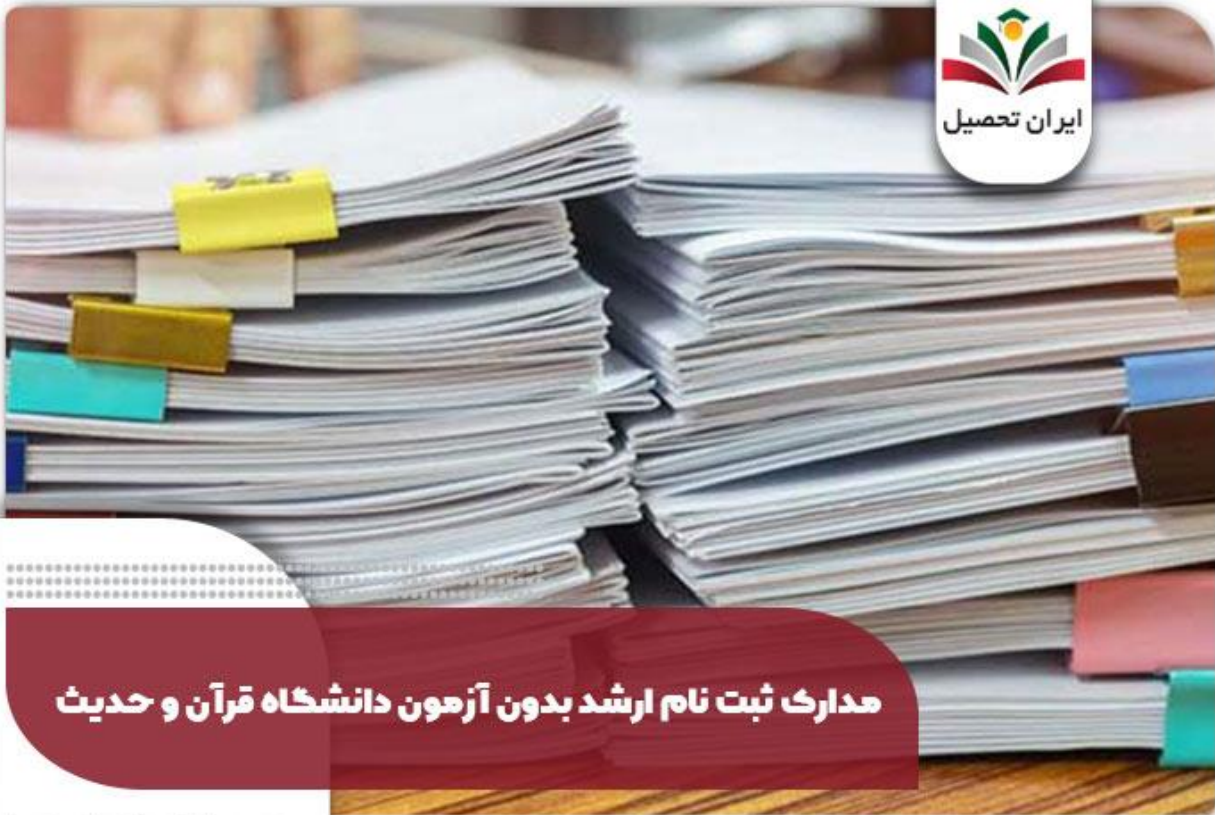 ایران تحصیل
مدارک ثبت نام ارشد بدون آزمون دانشگاه قرآن و حدیث